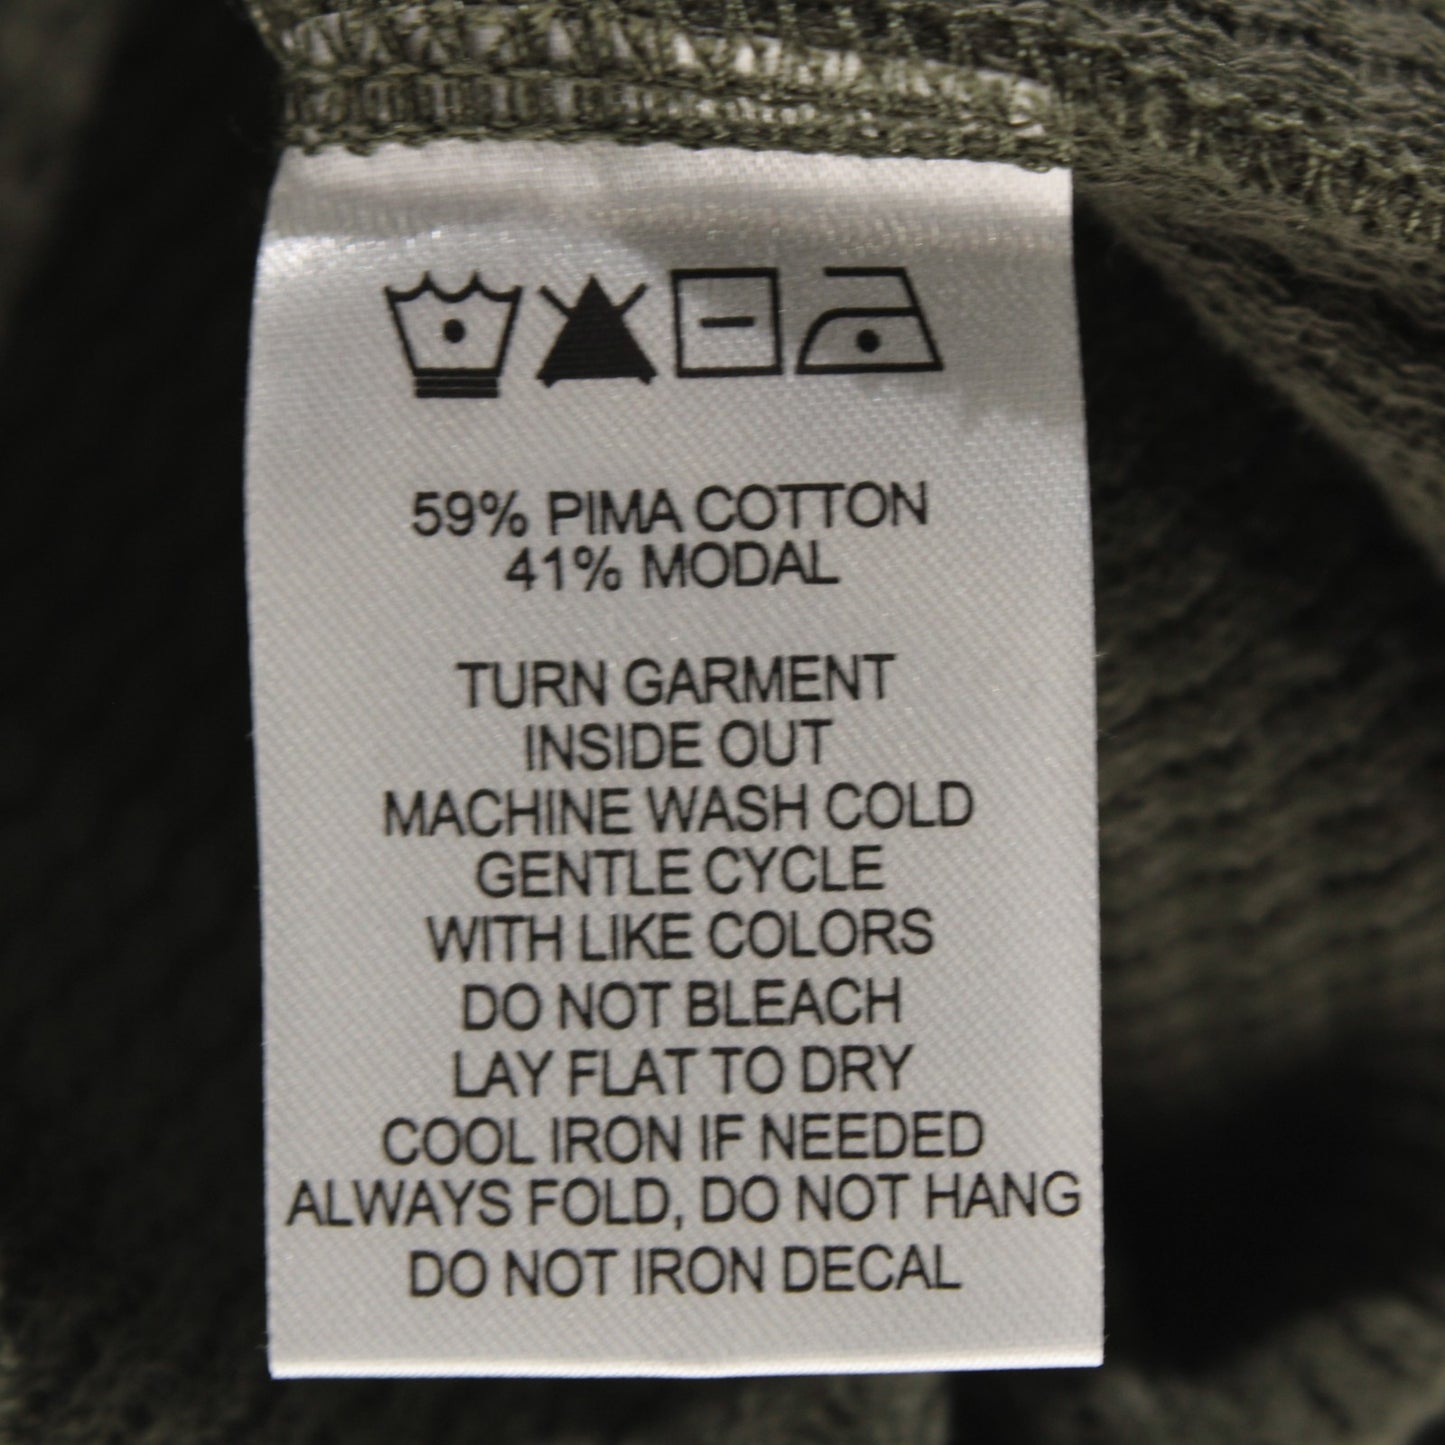 59% PIMA COTTON
41% MODAL
TURN GARMENT
INSIDE OUT
MACHINE WASH COLD
GENTLE CYCLE
WITH LIKE COLORS
DO NOT BLEACH
LAY FLAT TO DRY
COOL IRON IF NEEDED
ALWAYS FOLD, DO NOT HANG
DO NOT IRON DECAL